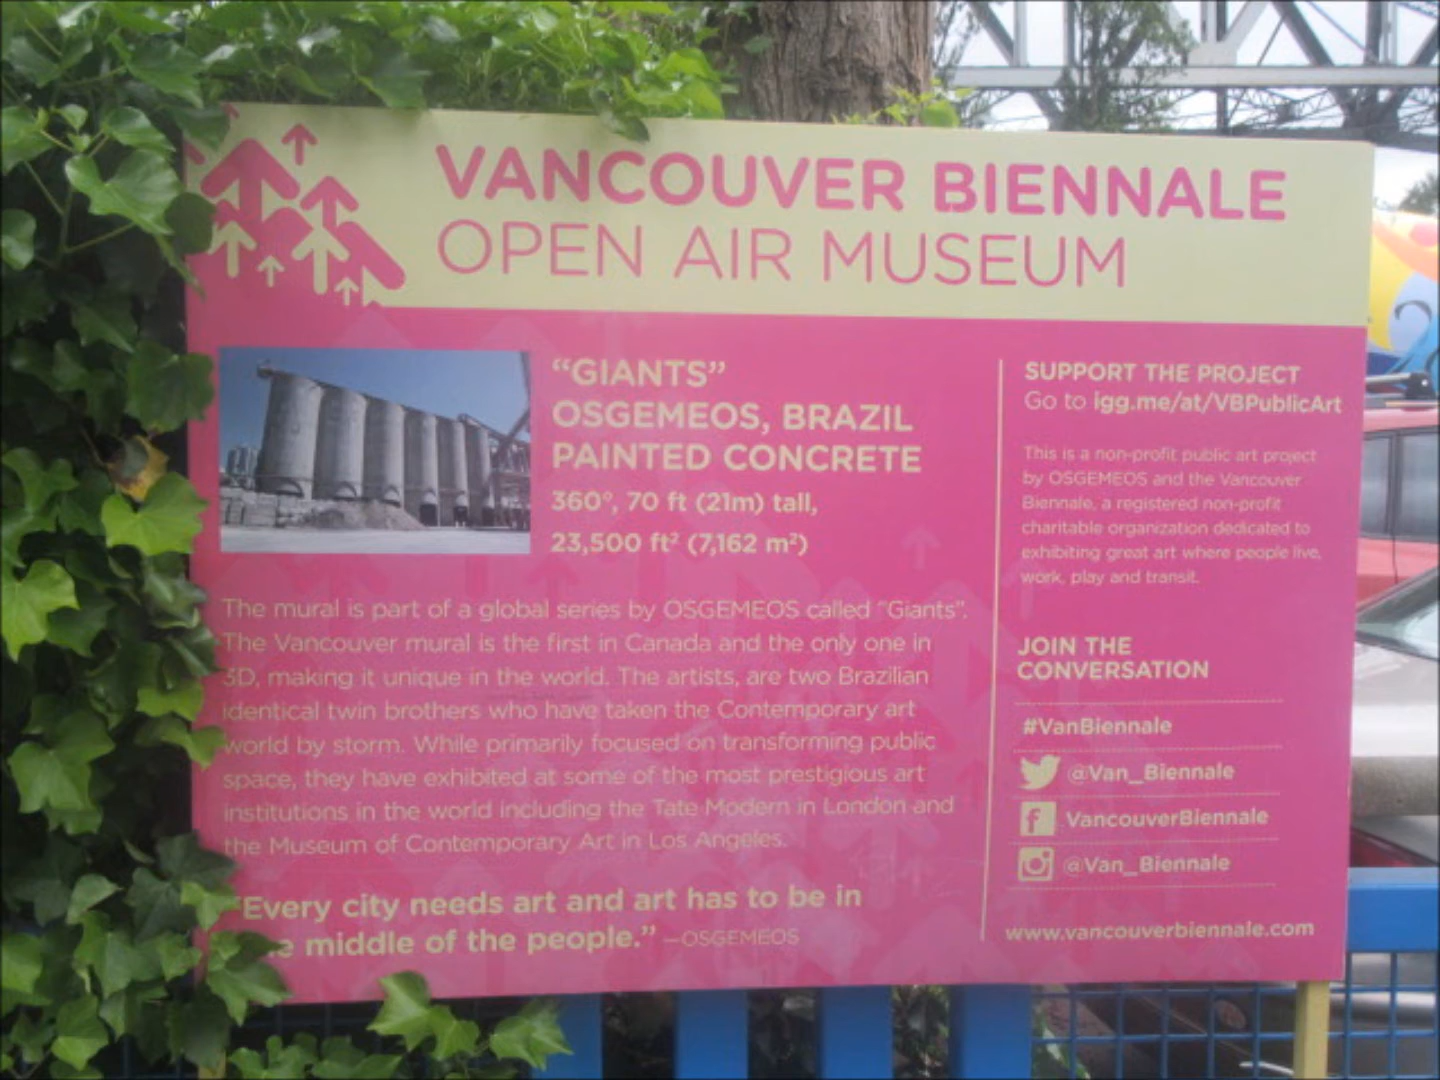 VANCOUVER BIENNALE
OPEN AIR MUSEUM
“GIANTS”
OSGEMEOS, BRAZIL
PAINTED CONCRETE
360°, 70 ft (21m) tall,
23,500 ft² (7,162 m²)
The mural is part of a global series by OSGEMEOS called “Giants”.
The Vancouver mural is the first in Canada and the only one in
3D, making it unique in the world. The artists, are two Brazilian
identical twin brothers who have taken the Contemporary art
world by storm. While primarily focused on transforming public
space, they have exhibited at some of the most prestigious art
institutions in the world including the Tate Modern in London and
the Museum of Contemporary Art in Los Angeles.
“Every city needs art and art has to be in
middle of the people.” —OSGEMEOS
SUPPORT THE PROJECT
Go to igg.me/at/VBPublicArt
This is a non-profit public art project
by OSGEMEOS and the Vancouver
Biennale, a registered non-profit
charitable organization dedicated to
exhibiting great art where people live,
work, play and transit.
JOIN THE
CONVERSATION
#VanBiennale
@Van_Biennale
VancouverBiennale
@Van_Biennale
www.vancouverbiennale.com